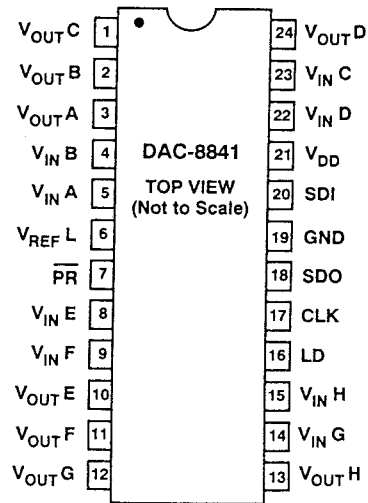 VOUT C 1
VOUT B 2
VOUT A 3
VIN B 4
VIN A 5
VREF L 6
PR 7
VIN E 8
VIN F 9
VOUT E 10
VOUT F 11
VOUT G 12
DAC-8841
TOP VIEW
(Not to Scale)
24 VOUT D
23 VIN C
22 VIN D
21 VDD
20 SDI
19 GND
18 SDO
17 CLK
16 LD
15 VIN H
14 VIN G
13 VOUT H